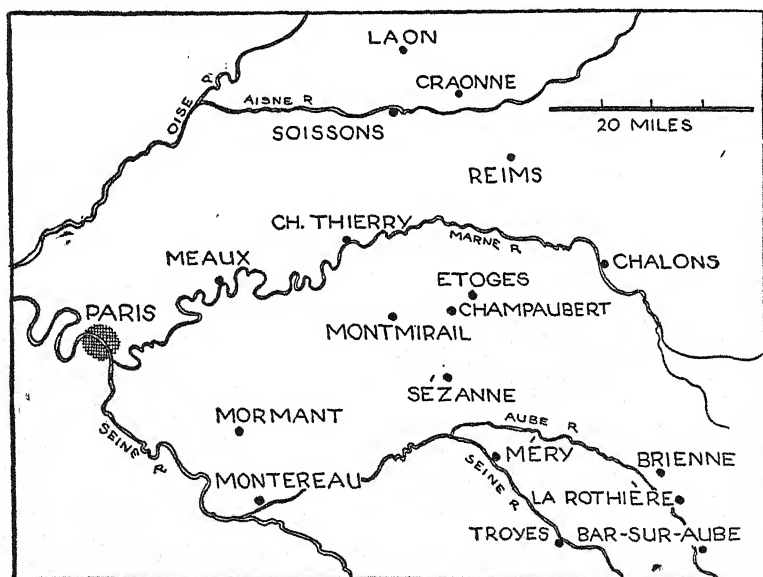 LAON
CRAONNE
OISE R
AISNE R
SOISSONS
20 MILES
REIMS
CH. THIERRY
MARNE R
MEAUX
CHALONS
ETOGES
PARIS
CHAMPAUBERT
MONTMIRAIL
SÉZANNE
MORMANT
AUBE R
SEINE R
MÉRY
BRIENNE
MONTEREAU
SEINE R
LA ROTHIÈRE
TROYES
BAR-SUR-AUBE